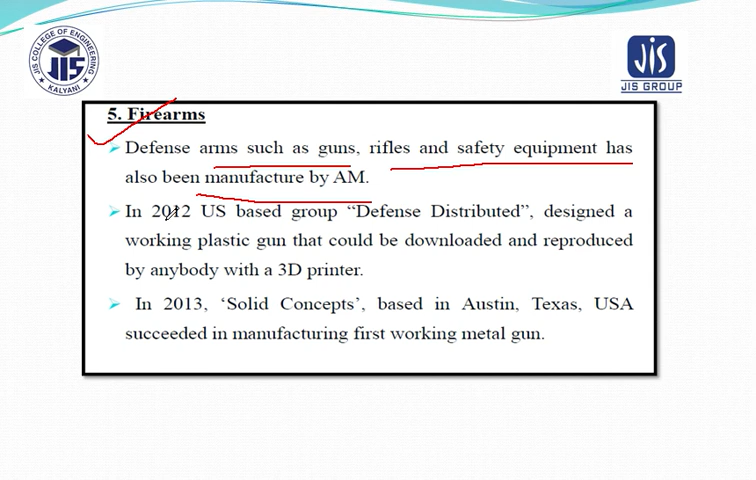 JIS COLLEGE OF ENGINEERING
JIS
KALYANI
JIS
JIS GROUP
5. Firearms
Defense arms such as guns, rifles and safety equipment has
also been manufacture by AM.
In 2012 US based group “Defense Distributed”, designed a
working plastic gun that could be downloaded and reproduced
by anybody with a 3D printer.
In 2013, ‘Solid Concepts’, based in Austin, Texas, USA
succeeded in manufacturing first working metal gun.